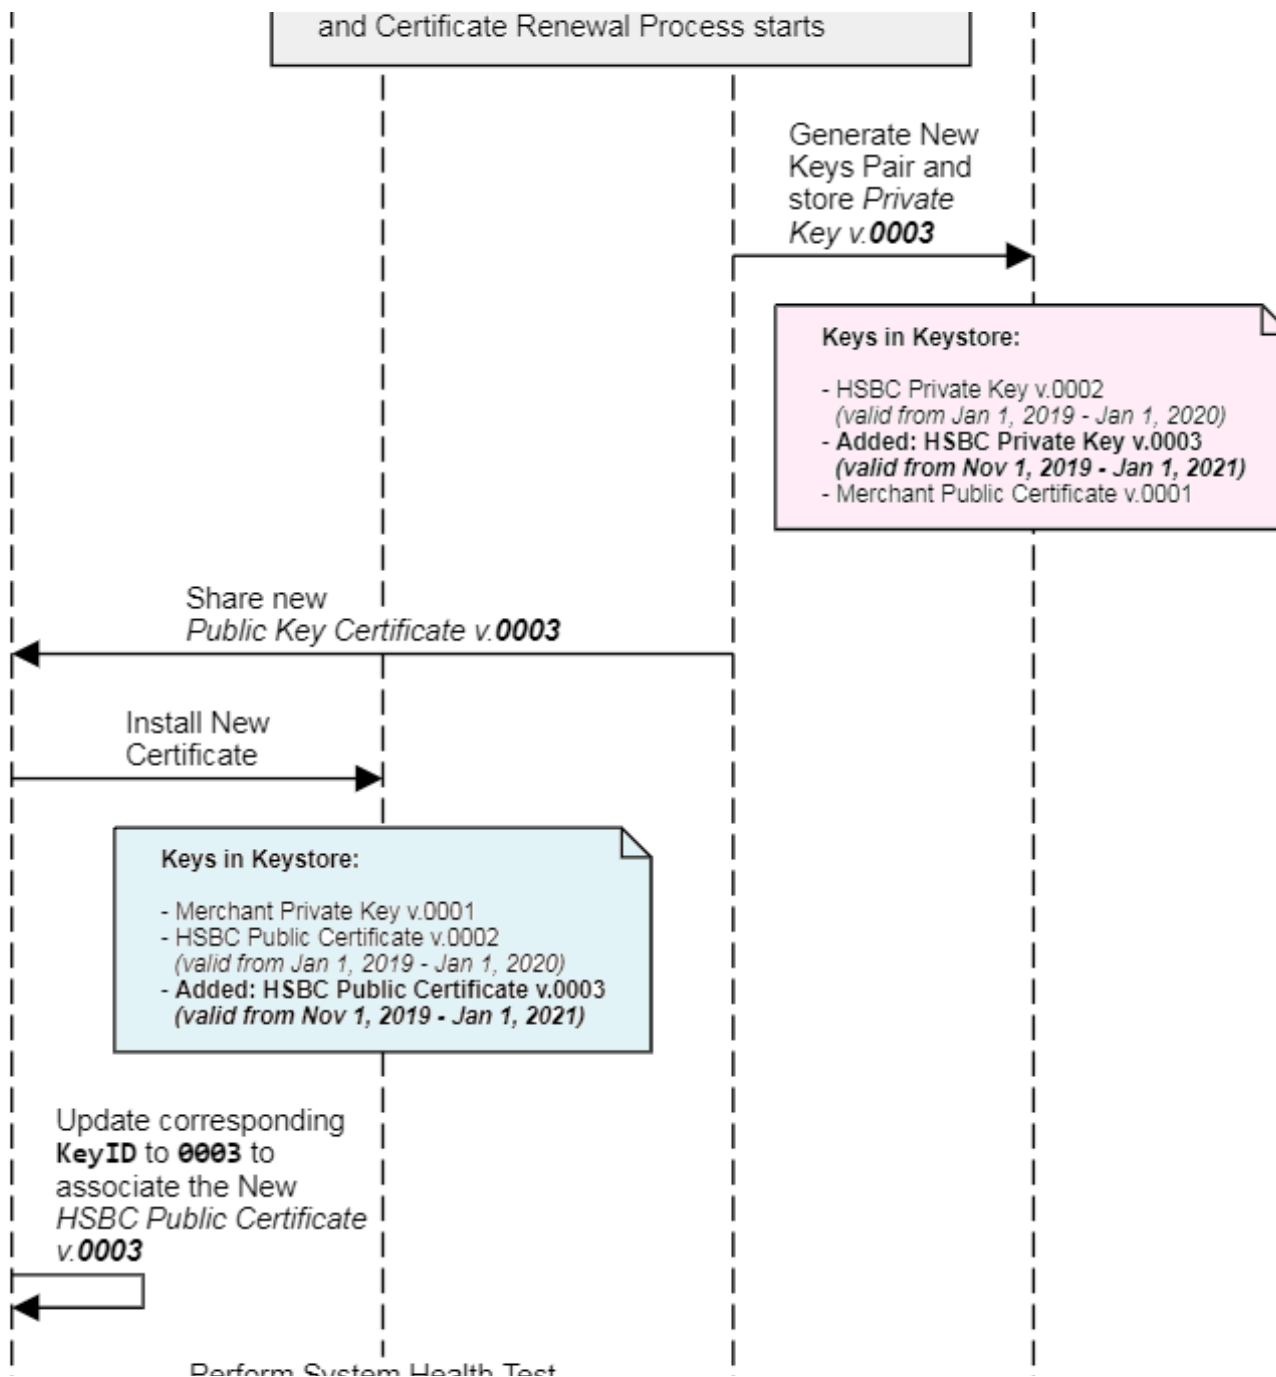 and Certificate Renewal Process starts
Generate New
Keys Pair and
store Private
Key v.0003
Keys in Keystore:
- HSBC Private Key v.0002
(valid from Jan 1, 2019 - Jan 1, 2020)
- Added: HSBC Private Key v.0003
(valid from Nov 1, 2019 - Jan 1, 2021)
- Merchant Public Certificate v.0001
Share new
Public Key Certificate v.0003
Install New
Certificate
Keys in Keystore:
- Merchant Private Key v.0001
- HSBC Public Certificate v.0002
(valid from Jan 1, 2019 - Jan 1, 2020)
- Added: HSBC Public Certificate v.0003
(valid from Nov 1, 2019 - Jan 1, 2021)
Update corresponding
KeyID to 0003 to
associate the New
HSBC Public Certificate
v.0003
Perform System Health Test